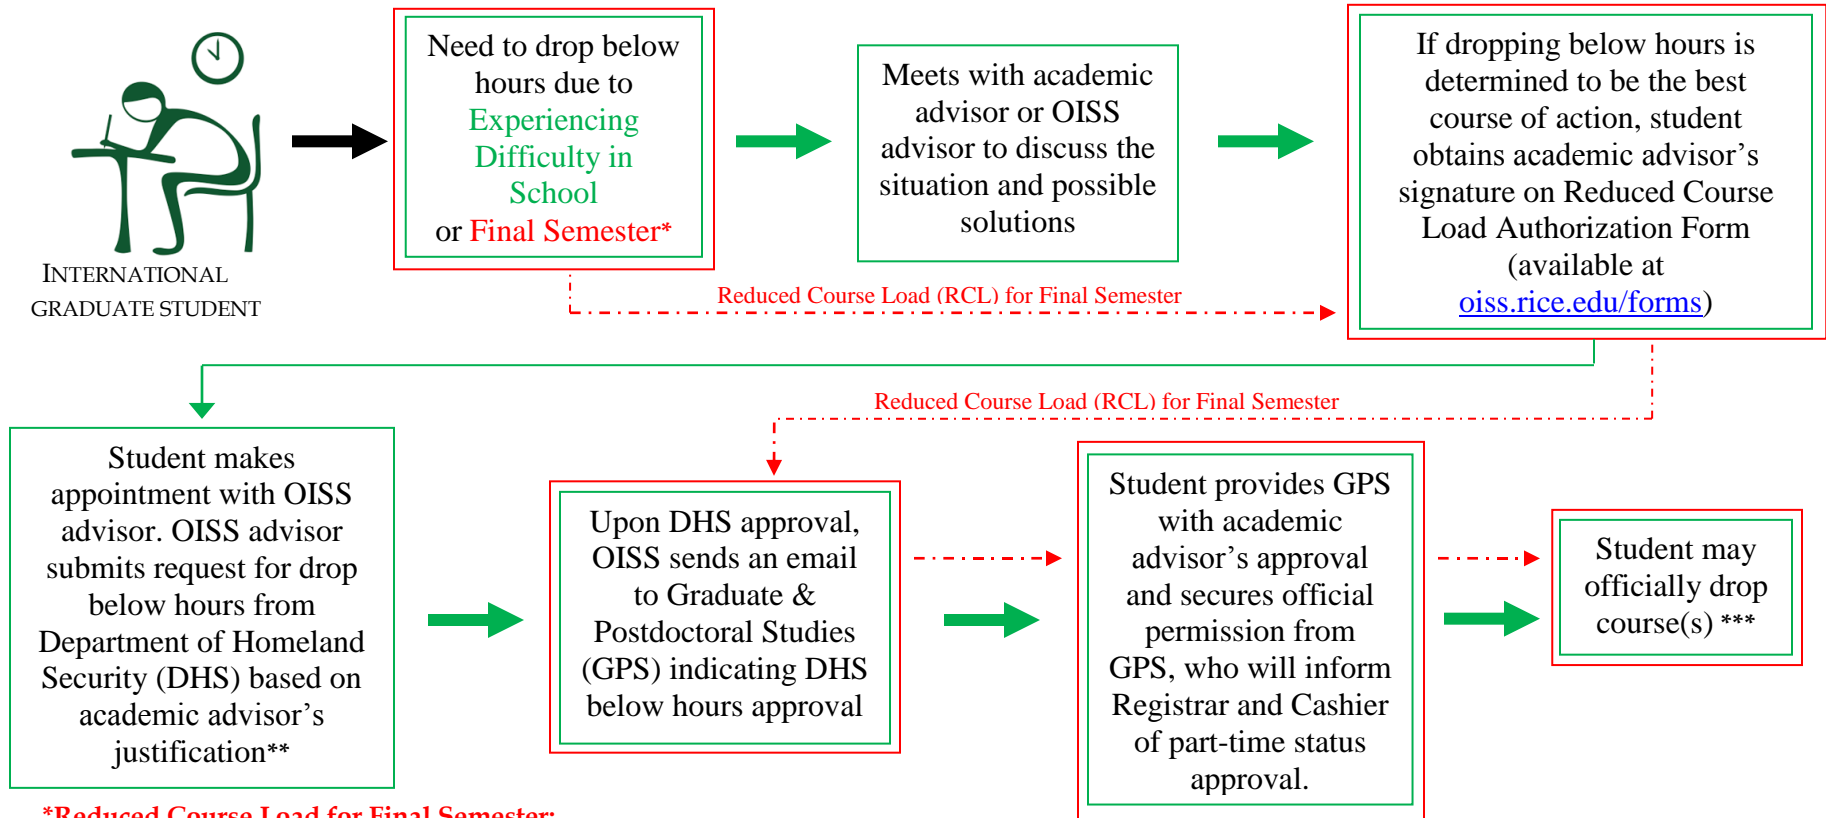 Need to drop below
hours due to
Experiencing
Difficulty in
School
or Final Semester*
Meets with academic
advisor or OISS
advisor to discuss the
situation and possible
solutions
If dropping below hours is
determined to be the best
course of action, student
obtains academic advisor’s
signature on Reduced Course
Load Authorization Form
(available at
oiss.rice.edu/forms)
INTERNATIONAL
GRADUATE STUDENT
Reduced Course Load (RCL) for Final Semester
Reduced Course Load (RCL) for Final Semester
Student makes
appointment with OISS
advisor. OISS advisor
submits request for drop
below hours from
Department of Homeland
Security (DHS) based on
academic advisor’s
justification**
Upon DHS approval,
OISS sends an email
to Graduate &
Postdoctoral Studies
(GPS) indicating DHS
below hours approval
Student provides GPS
with academic
advisor’s approval
and secures official
permission from
GPS, who will inform
Registrar and Cashier
of part-time status
approval.
Student may
officially drop
course(s) ***
*Reduced Course Load for Final Semester: